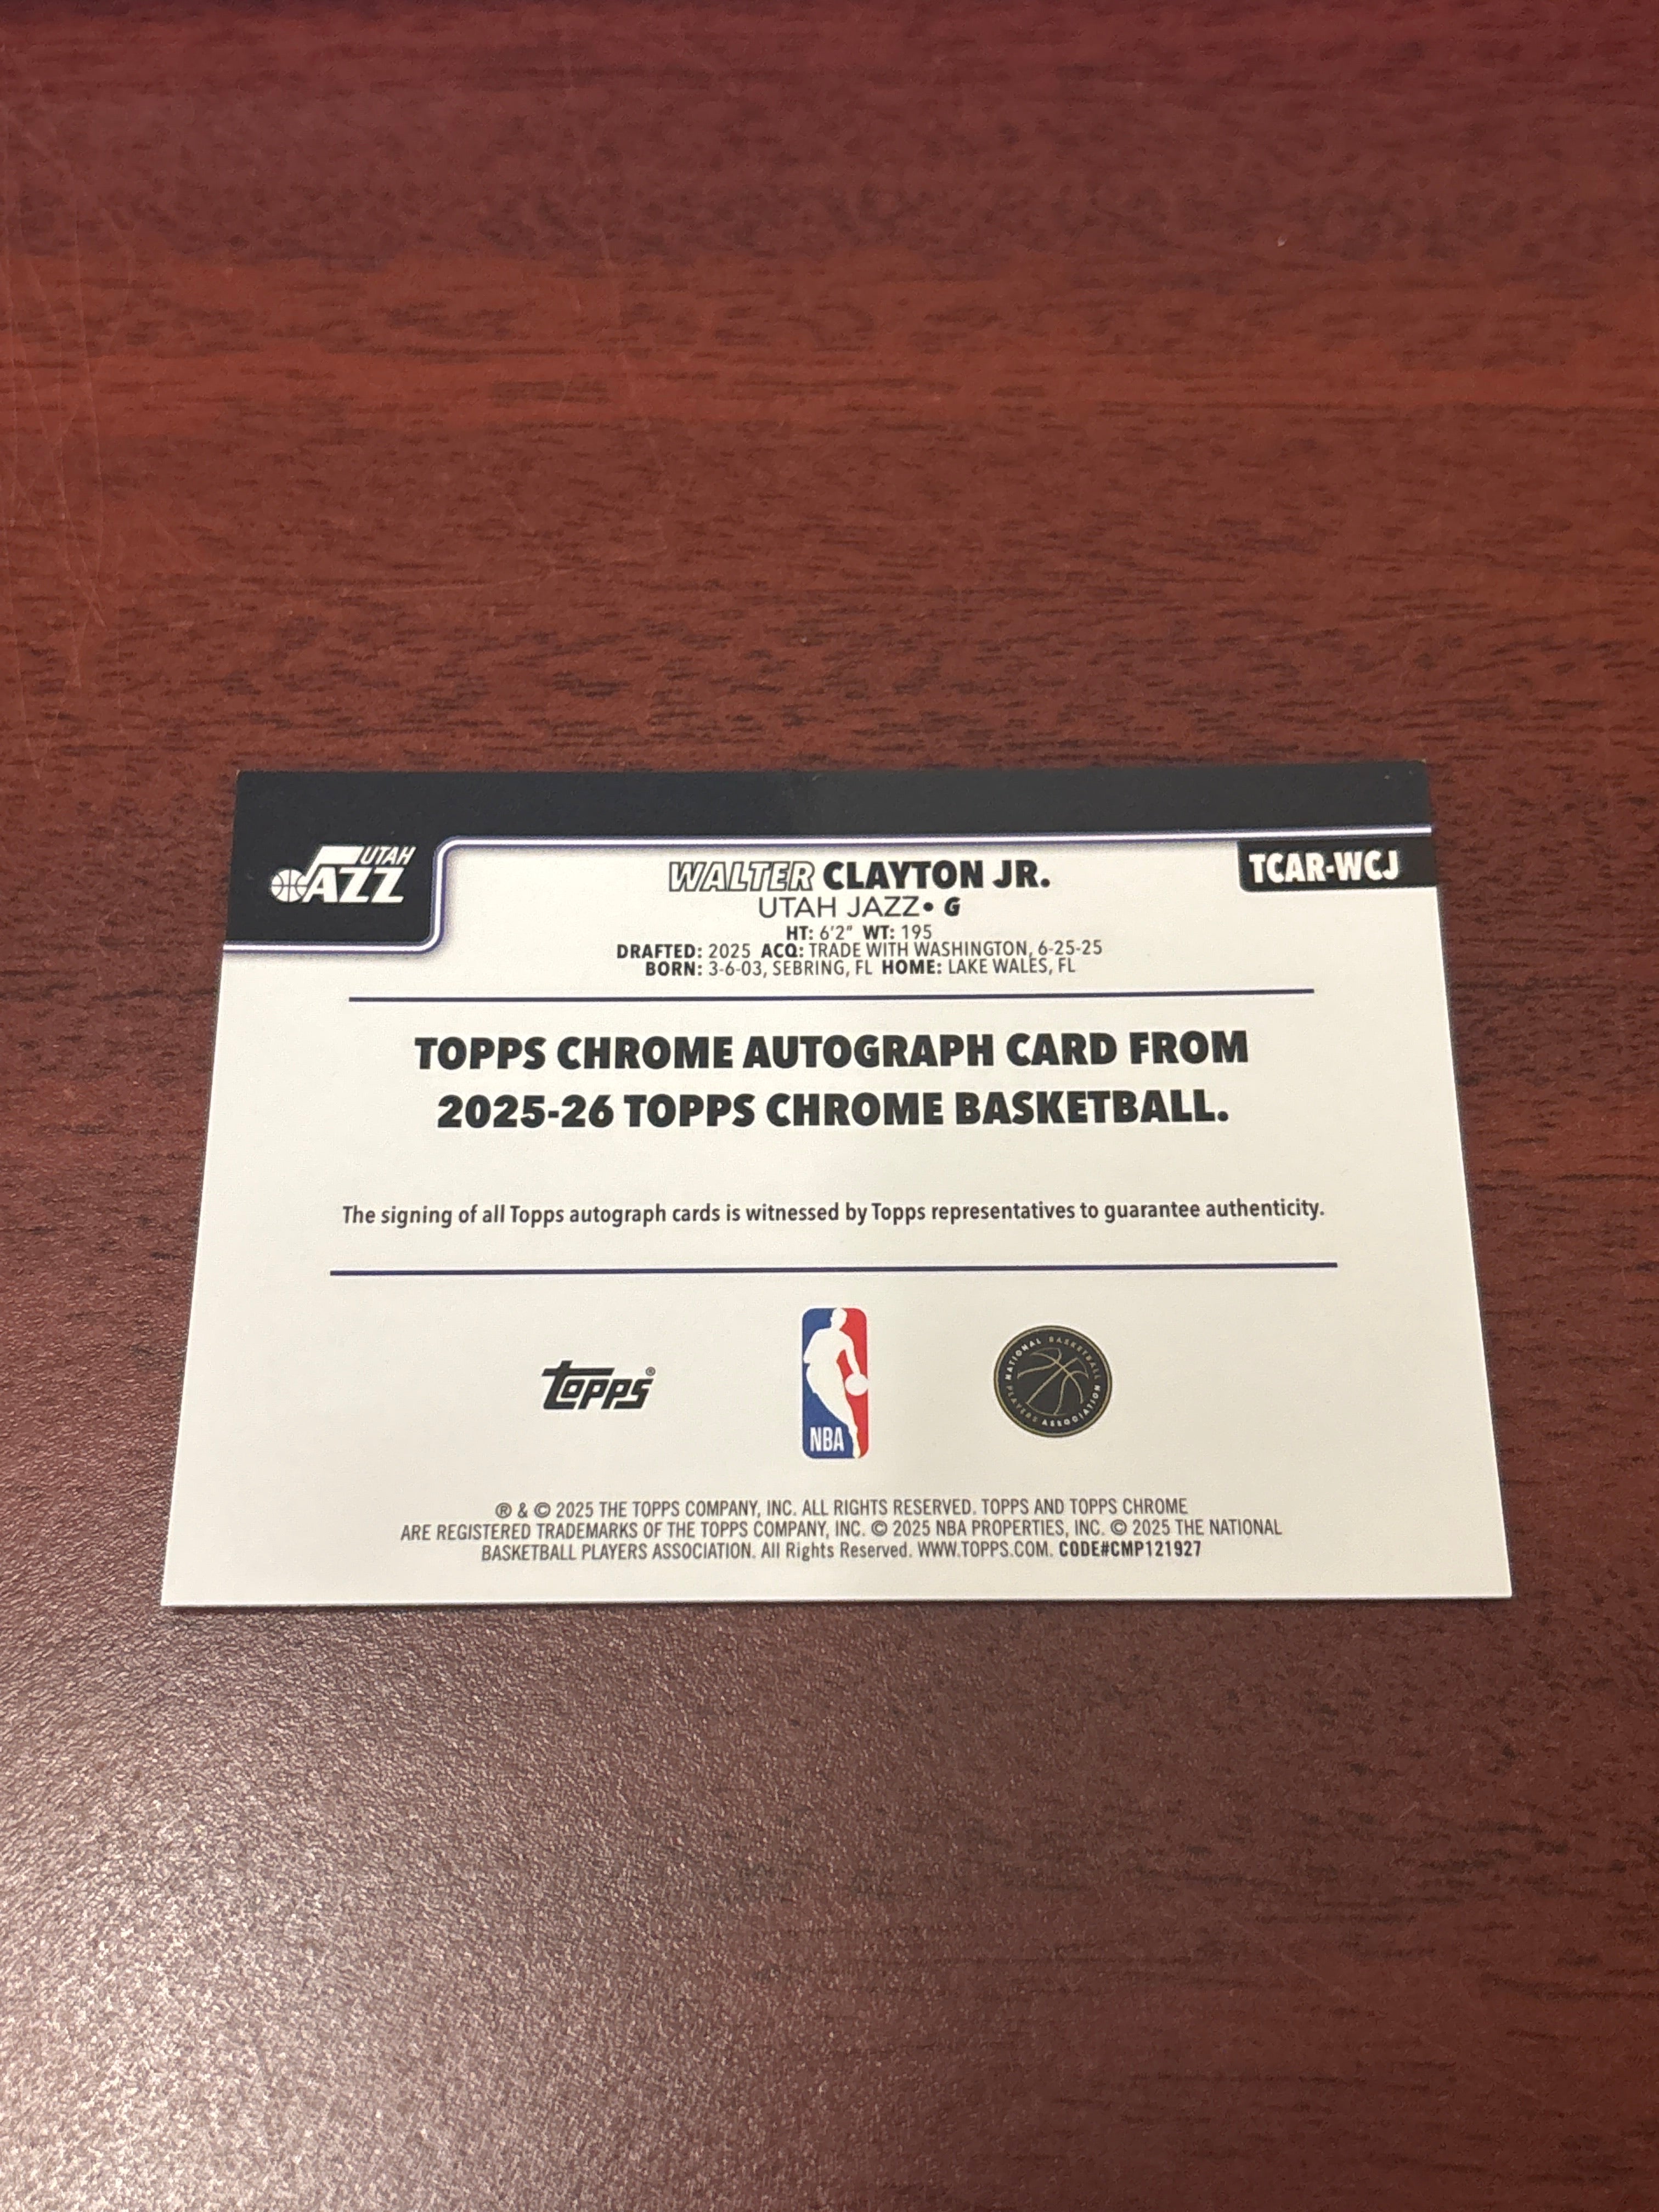 UTAH
JAZZ
WALTER CLAYTON JR.
TCAR-WCJ
UTAH JAZZ• G
HT: 6'2" WT: 195
DRAFTED: 2025 ACQ: TRADE WITH WASHINGTON, 6-25-25
BORN: 3-6-03, SEBRING, FL HOME: LAKE WALES, FL
TOPPS CHROME AUTOGRAPH CARD FROM
2025-26 TOPPS CHROME BASKETBALL.
The signing of all Topps autograph cards is witnessed by Topps representatives to guarantee authenticity.
Topps®
NBA
NATIONAL BASKETBALL
PLAYERS ASSOCIATION
® & © 2025 THE TOPPS COMPANY, INC. ALL RIGHTS RESERVED. TOPPS AND TOPPS CHROME
ARE REGISTERED TRADEMARKS OF THE TOPPS COMPANY, INC. © 2025 NBA PROPERTIES, INC. © 2025 THE NATIONAL
BASKETBALL PLAYERS ASSOCIATION. All Rights Reserved. WWW.TOPPS.COM. CODE#CMP121927